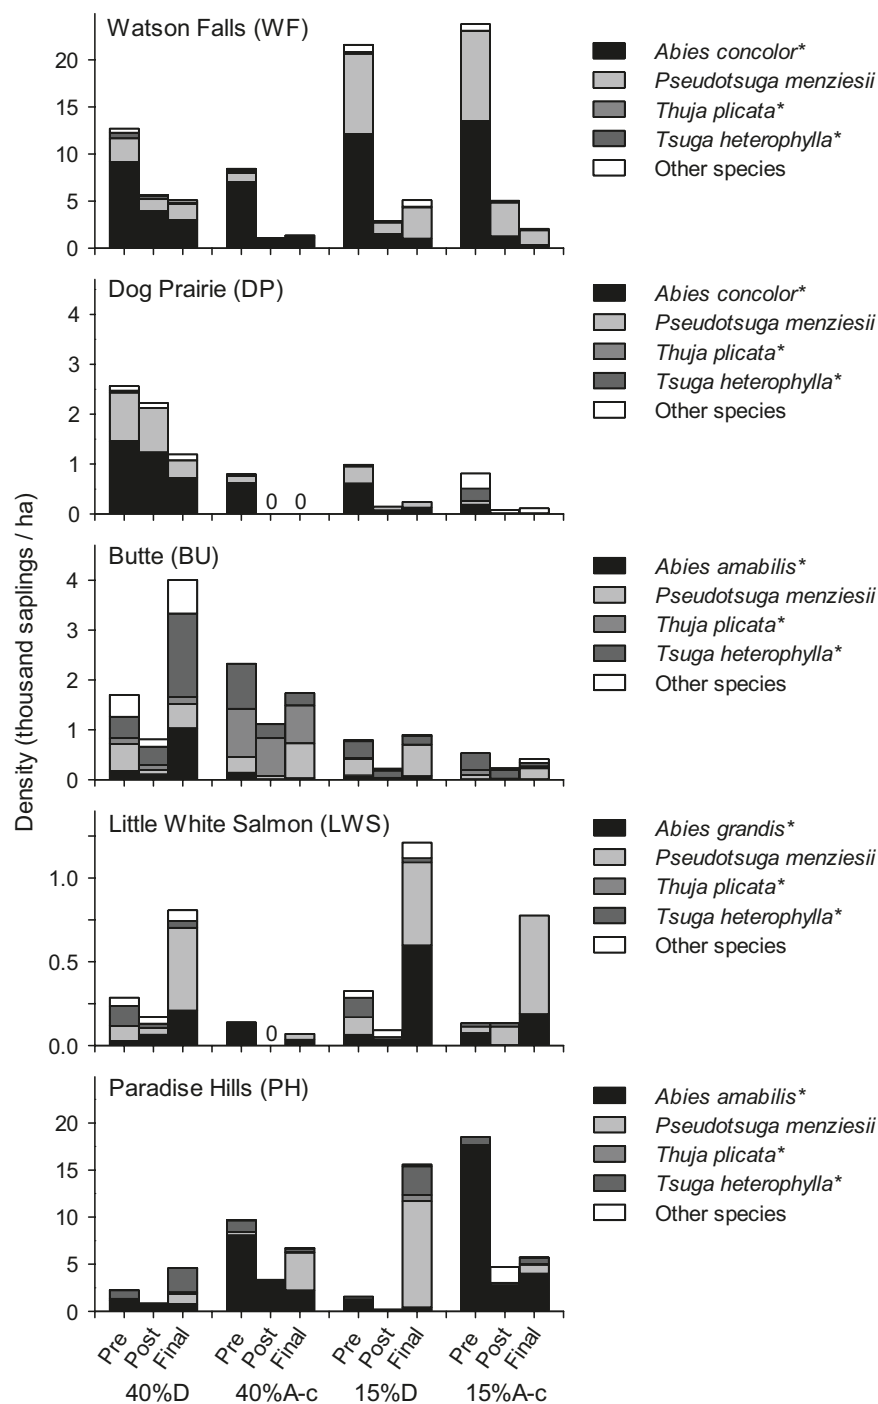 Density (thousand saplings / ha)
Watson Falls (WF)
20
15
10
5
0
Abies concolor*
Pseudotsuga menziesii
Thuja plicata*
Tsuga heterophylla*
Other species
Dog Prairie (DP)
4
3
2
1
0
0 0
Abies concolor*
Pseudotsuga menziesii
Thuja plicata*
Tsuga heterophylla*
Other species
Butte (BU)
4
3
2
1
0
Abies amabilis*
Pseudotsuga menziesii
Thuja plicata*
Tsuga heterophylla*
Other species
Little White Salmon (LWS)
1.0
0.5
0.0
0
Abies grandis*
Pseudotsuga menziesii
Thuja plicata*
Tsuga heterophylla*
Other species
Paradise Hills (PH)
20
15
10
5
0
Abies amabilis*
Pseudotsuga menziesii
Thuja plicata*
Tsuga heterophylla*
Other species
Pre Post Final Pre Post Final Pre Post Final Pre Post Final
40%D 40%A-c 15%D 15%A-c